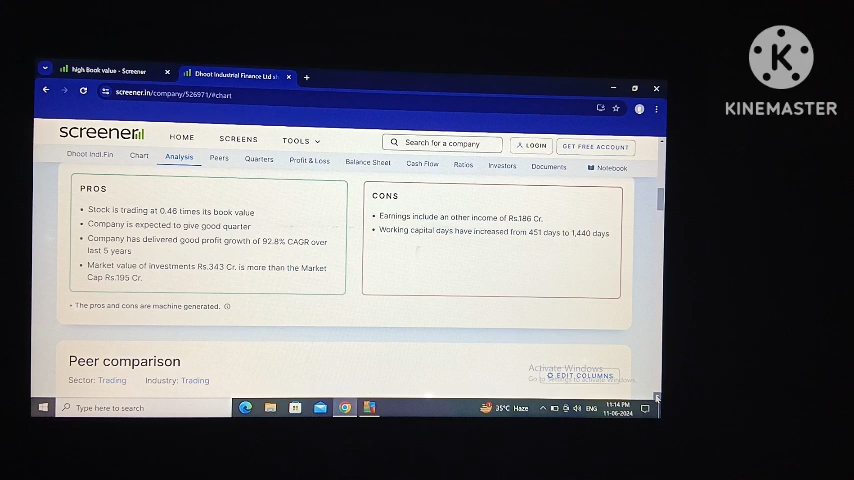 high Book value - Screener
Dhoot Industrial Finance Ltd sh
screener.in/company/526971/#chart
KINEMASTER
screener
HOME
SCREENS
TOOLS
Search for a company
LOGIN
GET FREE ACCOUNT
Dhoot Indl.Fin
Chart
Analysis
Peers
Quarters
Profit & Loss
Balance Sheet
Cash Flow
Ratios
Investors
Documents
Notebook
PROS
Stock is trading at 0.46 times its book value
Company is expected to give good quarter
Company has delivered good profit growth of 92.8% CAGR over
last 5 years
Market value of investments Rs.343 Cr. is more than the Market
Cap Rs.195 Cr.
CONS
Earnings include an other income of Rs.186 Cr.
Working capital days have increased from 451 days to 1,440 days
* The pros and cons are machine generated.
Peer comparison
Sector: Trading Industry: Trading
EDIT COLUMNS
Activate Windows
Go to Settings to activate Windows.
Type here to search
35°C Haze
ENG
11:14 PM
11-06-2024